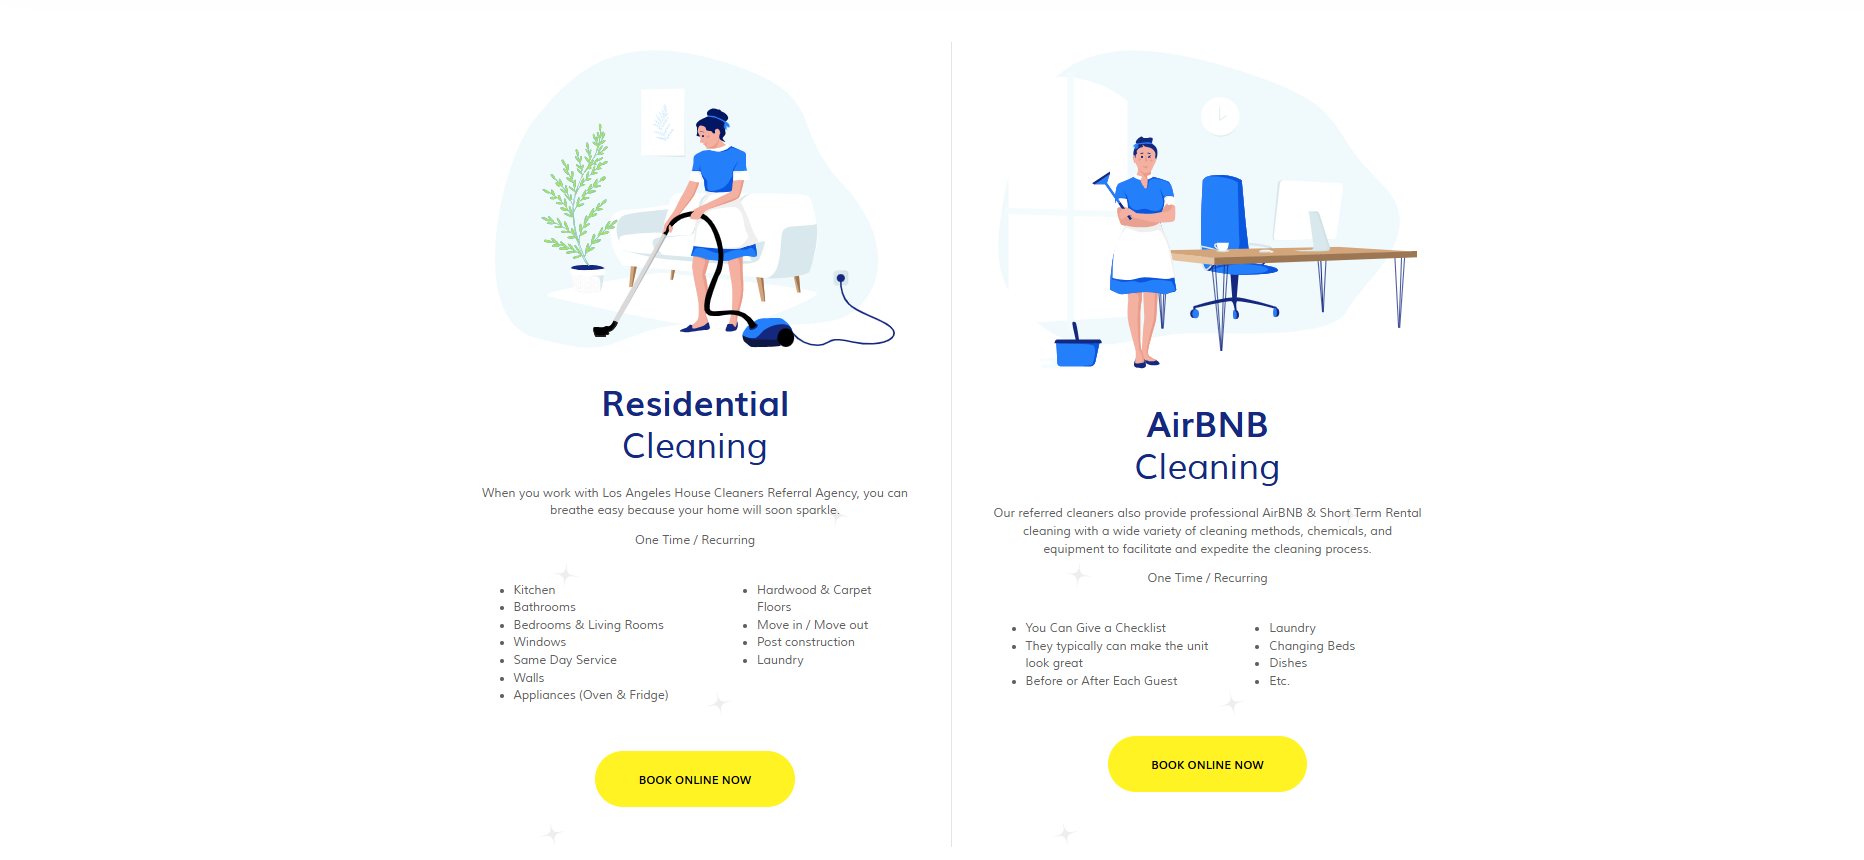 Residential
Cleaning
When you work with Los Angeles House Cleaners Referral Agency, you can
breathe easy because your home will soon sparkle.
One Time / Recurring
Kitchen
Bathrooms
Bedrooms & Living Rooms
Windows
Same Day Service
Walls
Appliances (Oven & Fridge)
Hardwood & Carpet
Floors
Move in / Move out
Post construction
Laundry
BOOK ONLINE NOW
AirBNB
Cleaning
Our referred cleaners also provide professional AirBNB & Short Term Rental
cleaning with a wide variety of cleaning methods, chemicals, and
equipment to facilitate and expedite the cleaning process.
One Time / Recurring
You Can Give a Checklist
They typically can make the unit
look great
Before or After Each Guest
Laundry
Changing Beds
Dishes
Etc.
BOOK ONLINE NOW